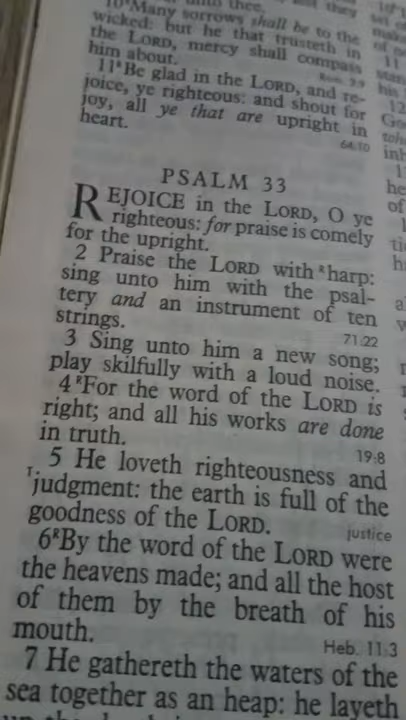 10 Many sorrows shall be to the
wicked: but he that trusteth in
the LORD, mercy shall compass
him about.
11 Be glad in the LORD, and re-
joice, ye righteous: and shout for
joy, all ye that are upright in
heart.
64:10
PSALM 33
REJOICE in the LORD, O ye
righteous: for praise is comely
for the upright.
2 Praise the LORD with ᴿharp:
sing unto him with the psal-
tery and an instrument of ten
strings.
71:22
3 Sing unto him a new song;
play skilfully with a loud noise.
4 ᴿFor the word of the LORD is
right; and all his works are done
in truth.
19:8
5 He loveth righteousness and
ᵀjudgment: the earth is full of the
goodness of the LORD.
justice
6 ᴿBy the word of the LORD were
the heavens made; and all the host
of them by the breath of his
mouth.
Heb. 11:3
7 He gathereth the waters of the
sea together as an heap: he layeth